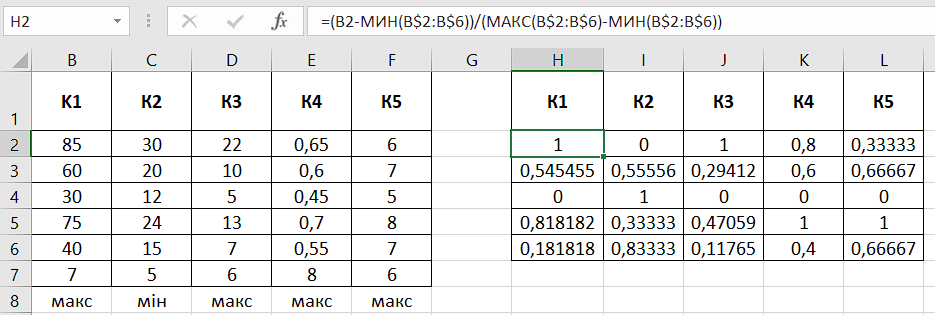 H2 fx =(B2-МИН(B$2:B$6))/(МАКС(B$2:B$6)-МИН(B$2:B$6))
B C D E F G H I J K L
1 К1 К2 К3 К4 К5 К1 К2 К3 К4 К5
2 85 30 22 0,65 6 1 0 1 0,8 0,33333
3 60 20 10 0,6 7 0,545455 0,55556 0,29412 0,6 0,66667
4 30 12 5 0,45 5 0 1 0 0 0
5 75 24 13 0,7 8 0,818182 0,33333 0,47059 1 1
6 40 15 7 0,55 7 0,181818 0,83333 0,11765 0,4 0,66667
7 7 5 6 8 6
8 макс мін макс макс макс